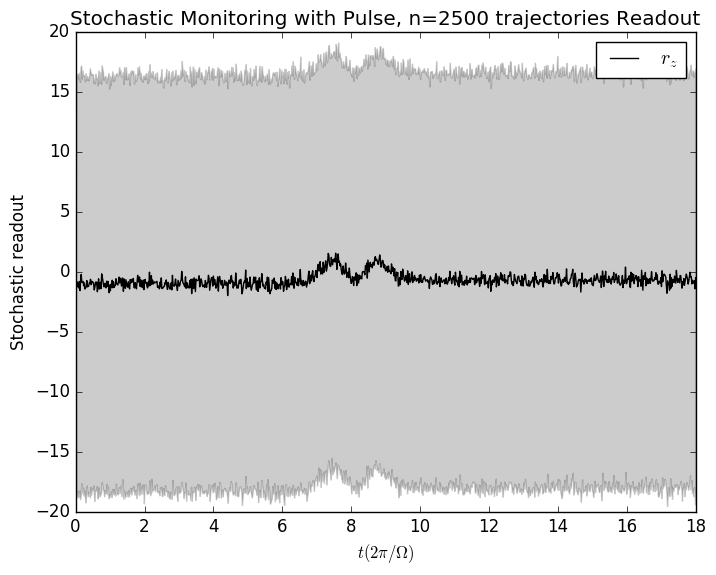 Stochastic Monitoring with Pulse, n=2500 trajectories Readout
20
15
10
5
0
−5
−10
−15
−20
Stochastic readout
r_z
0 2 4 6 8 10 12 14 16 18
t(2π/Ω)